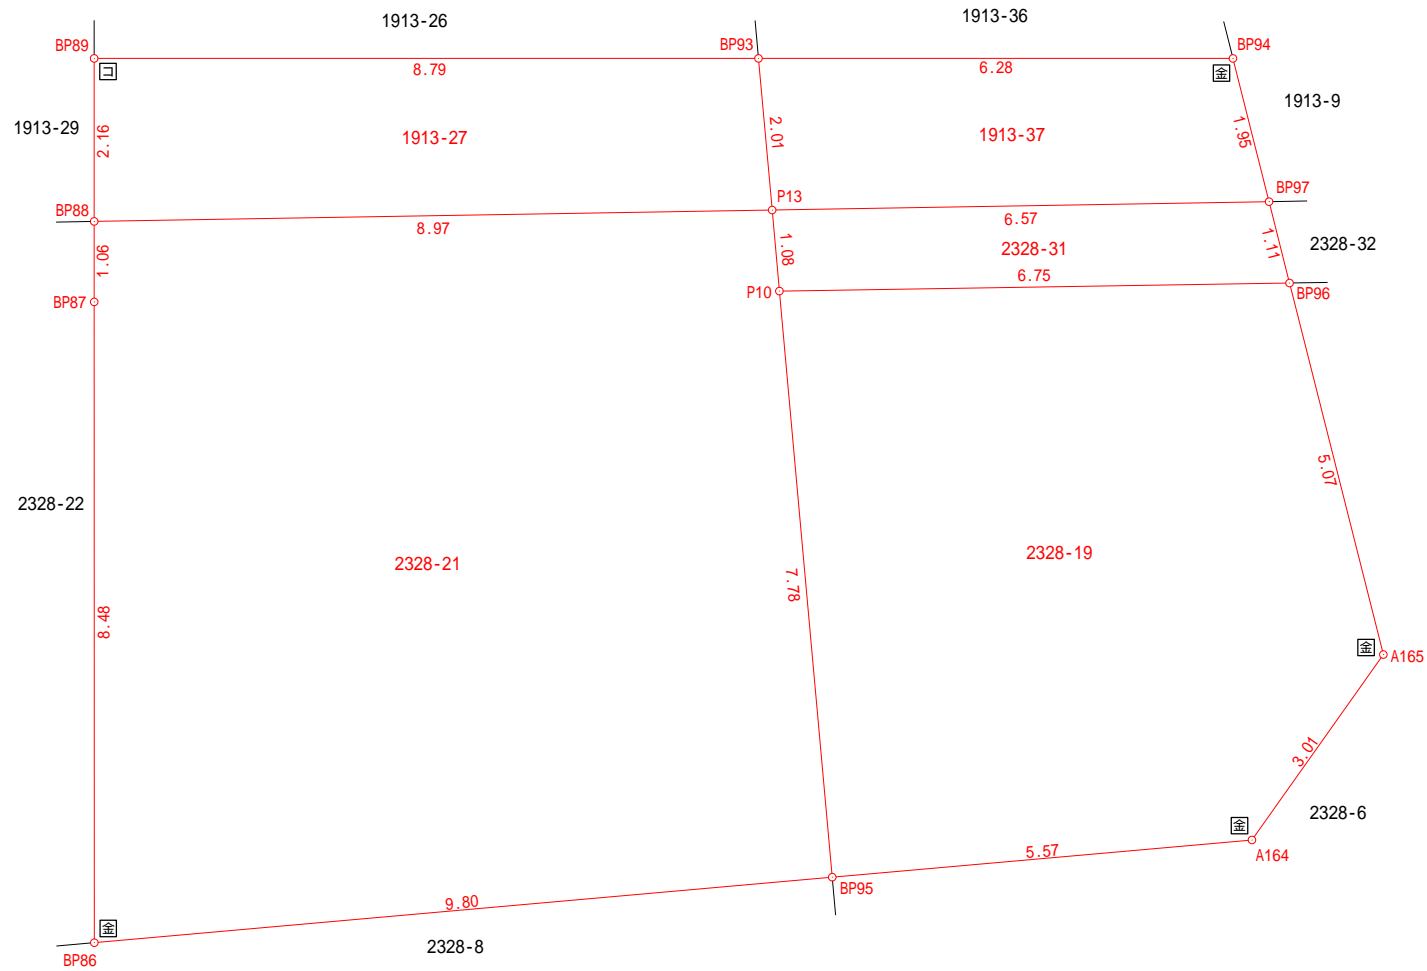 1913-26
1913-36
BP89
BP93
BP94
コ
8.79
6.28
金
1913-9
1913-29
2.16
1913-27
2.01
1913-37
1.95
BP88
P13
BP97
8.97
6.57
1.06
1.08
2328-31
1.11
2328-32
BP87
P10
6.75
BP96
5.07
2328-22
2328-21
2328-19
7.78
8.48
金
A165
3.01
2328-6
金
5.57
A164
BP95
9.80
金
2328-8
BP86